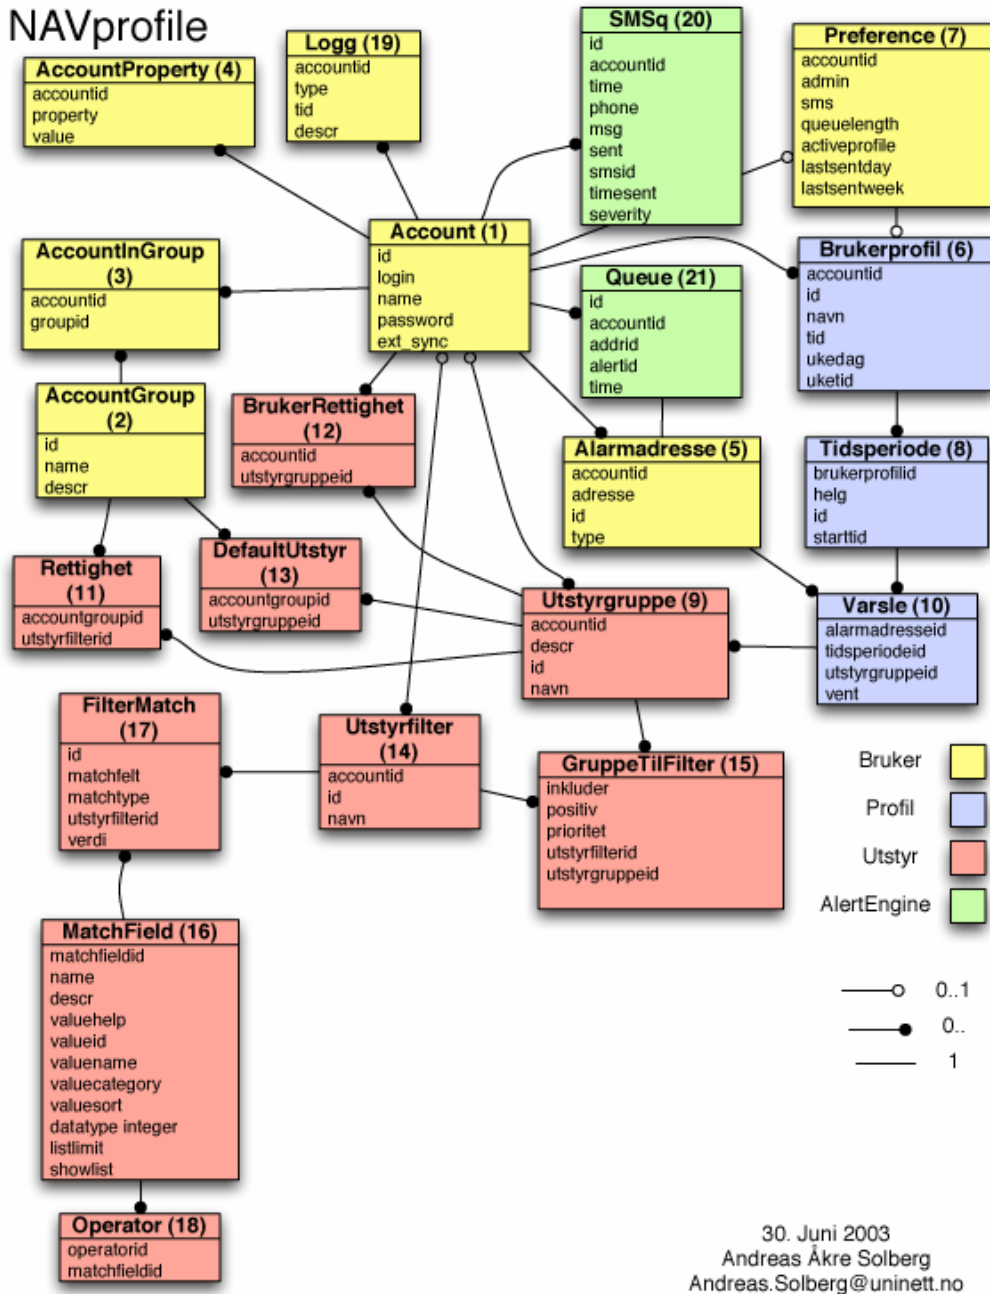 NAVprofile
AccountProperty (4)
accountid
property
value
Logg (19)
accountid
type
tid
descr
SMSq (20)
id
accountid
time
phone
msg
sent
smsid
timesent
severity
Preference (7)
accountid
admin
sms
queuelength
activeprofile
lastsentday
lastsentweek
AccountInGroup
(3)
accountid
groupid
Account (1)
id
login
name
password
ext_sync
Queue (21)
id
accountid
addrid
alertid
time
Brukerprofil (6)
accountid
id
navn
tid
ukedag
uketid
AccountGroup
(2)
id
name
descr
BrukerRettighet
(12)
accountid
utstyrgruppeid
Alarmadresse (5)
accountid
adresse
id
type
Tidsperiode (8)
brukerprofilid
helg
id
starttid
Rettighet
(11)
accountgroupid
utstyrfilterid
DefaultUtstyr
(13)
accountgroupid
utstyrgruppeid
Utstyrgruppe (9)
accountid
descr
id
navn
Varsle (10)
alarmadresseid
tidsperiodeid
utstyrgruppeid
vent
FilterMatch
(17)
id
matchfelt
matchtype
utstyrfilterid
verdi
Utstyrfilter
(14)
accountid
id
navn
GruppeTilFilter (15)
inkluder
positiv
prioritet
utstyrfilterid
utstyrgruppeid
Bruker
Profil
Utstyr
AlertEngine
MatchField (16)
matchfieldid
name
descr
valuehelp
valueid
valuename
valuecategory
valuesort
datatype integer
listlimit
showlist
0..1
0..
1
Operator (18)
operatorid
matchfieldid
30. Juni 2003
Andreas Åkre Solberg
Andreas.Solberg@uninett.no